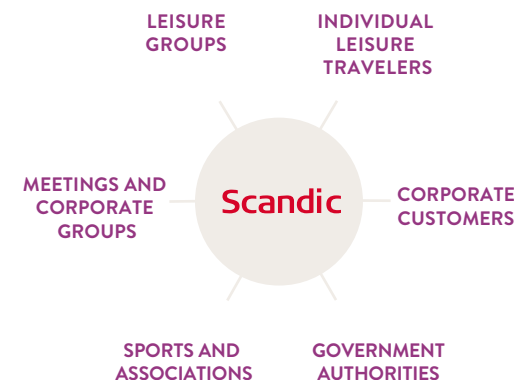 LEISURE
GROUPS
INDIVIDUAL
LEISURE
TRAVELERS
MEETINGS AND
CORPORATE
GROUPS
Scandic
CORPORATE
CUSTOMERS
SPORTS AND
ASSOCIATIONS
GOVERNMENT
AUTHORITIES